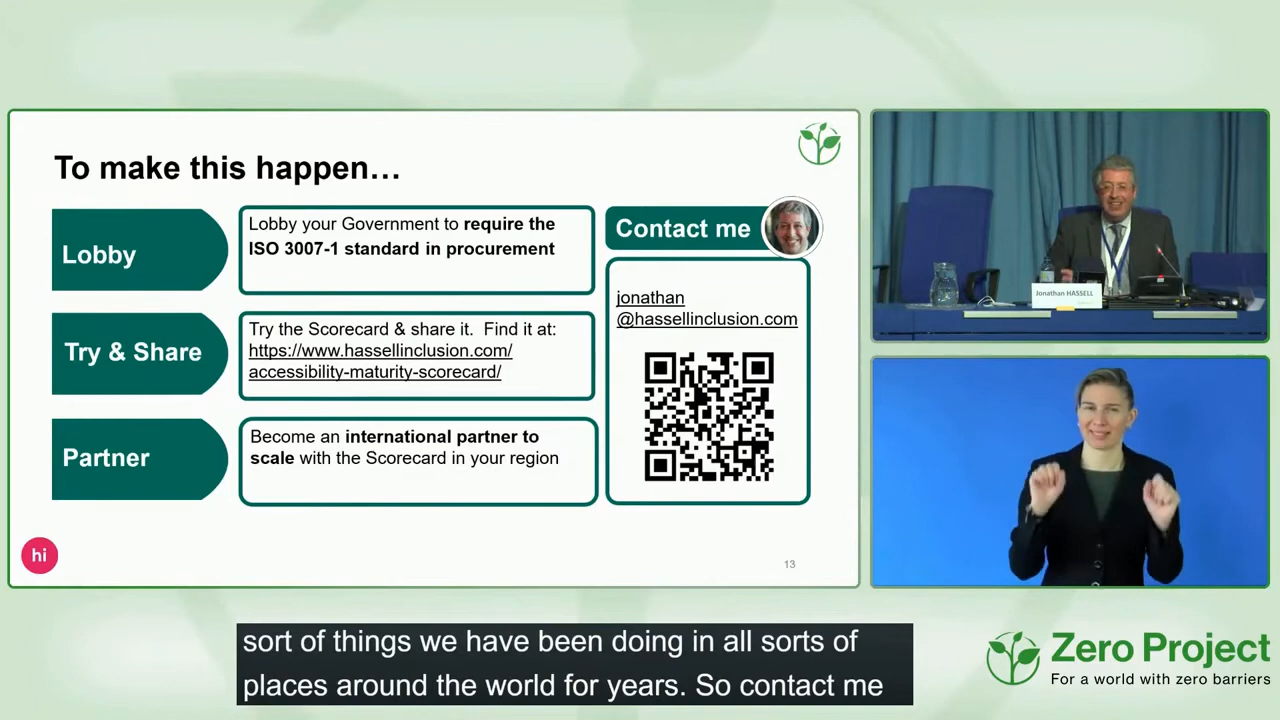 To make this happen…
Lobby
Lobby your Government to require the
ISO 3007-1 standard in procurement
Try & Share
Try the Scorecard & share it. Find it at:
https://www.hassellinclusion.com/
accessibility-maturity-scorecard/
Partner
Become an international partner to
scale with the Scorecard in your region
Contact me
jonathan
@hassellinclusion.com
hi
13
Jonathan HASSELL
sort of things we have been doing in all sorts of
places around the world for years. So contact me
Zero Project
For a world with zero barriers